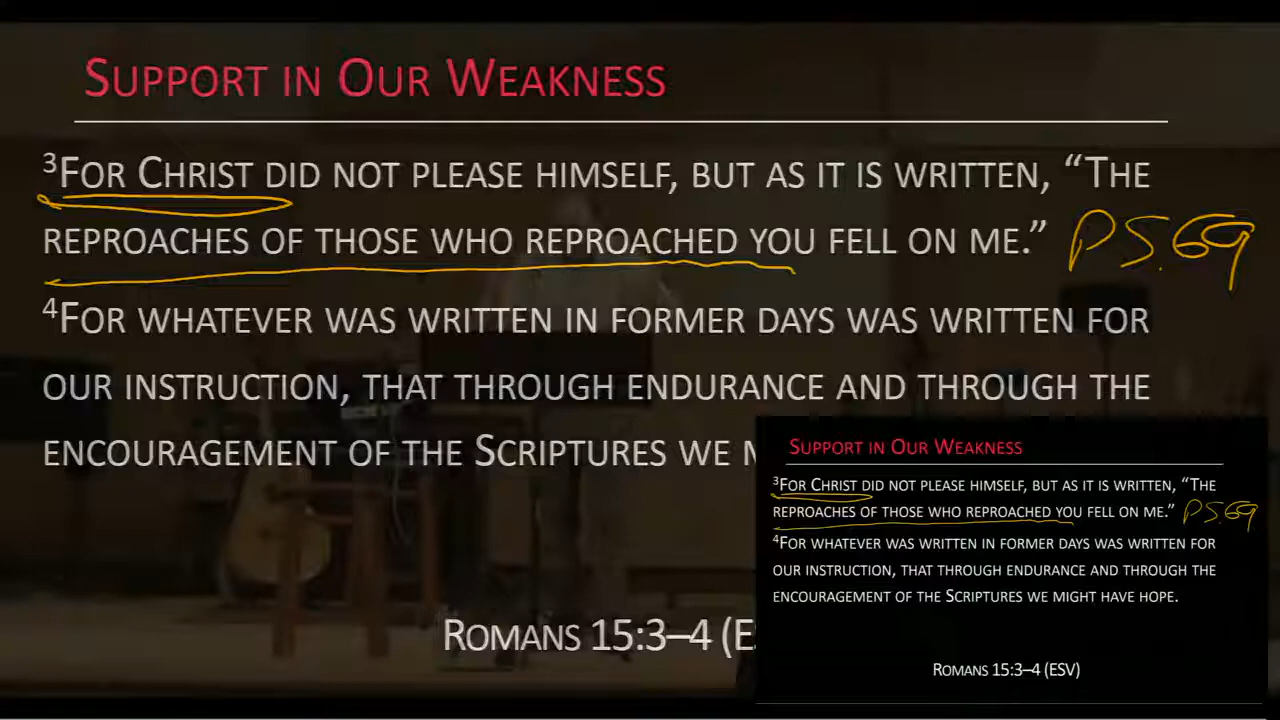 Support in Our Weakness
3For Christ did not please himself, but as it is written, “The
reproaches of those who reproached you fell on me.” PS.69
4For whatever was written in former days was written for
our instruction, that through endurance and through the
encouragement of the Scriptures we m
Romans 15:3–4 (Es
Support in Our Weakness
3For Christ did not please himself, but as it is written, “The
reproaches of those who reproached you fell on me.” PS.69
4For whatever was written in former days was written for
our instruction, that through endurance and through the
encouragement of the Scriptures we might have hope.
Romans 15:3–4 (ESV)